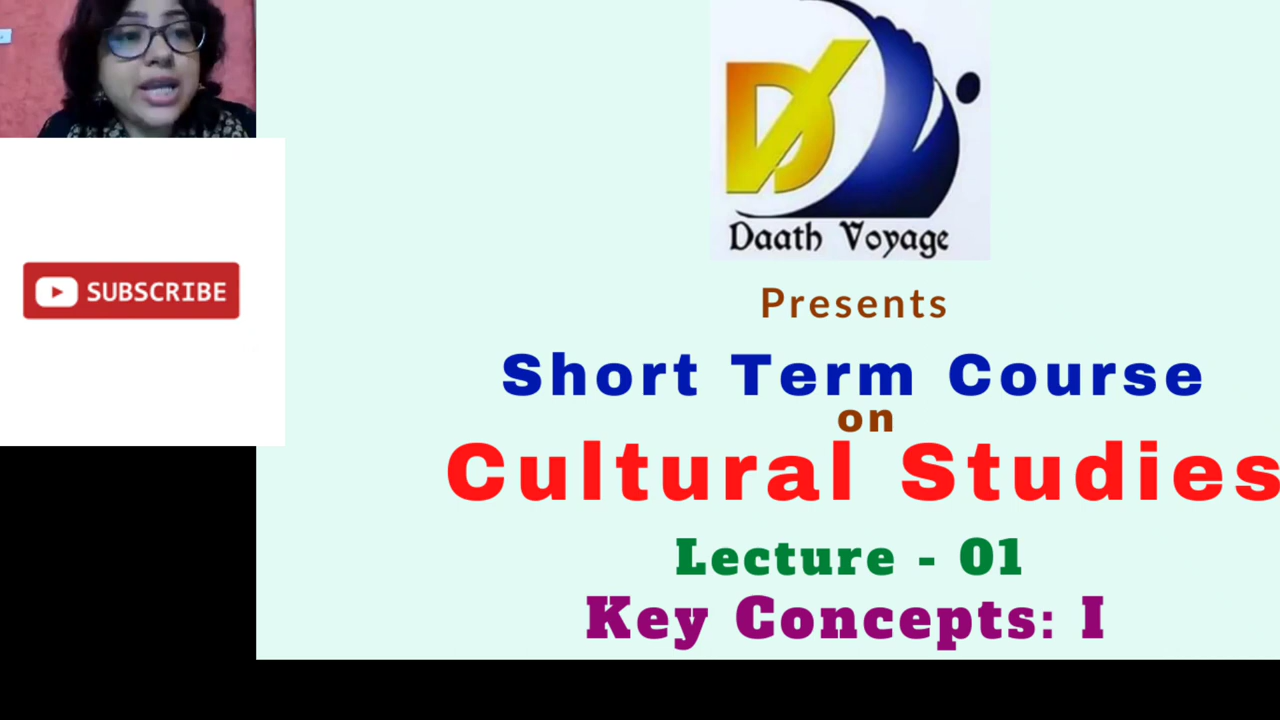 Daath Voyage
SUBSCRIBE
Presents
Short Term Course
on
Cultural Studies
Lecture - 01
Key Concepts: I